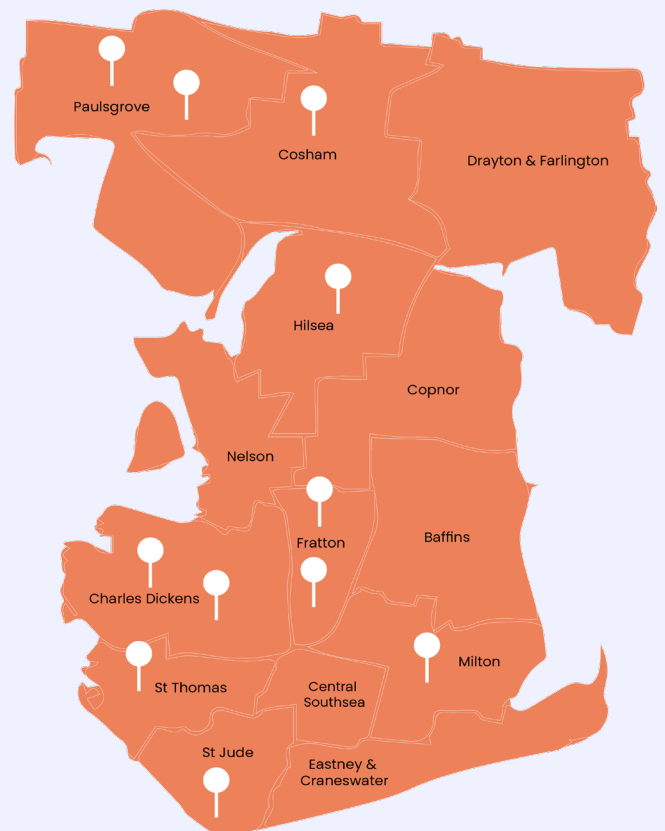 Paulsgrove
Cosham
Drayton & Farlington
Hilsea
Copnor
Nelson
Fratton
Baffins
Charles Dickens
Milton
St Thomas
Central
Southsea
St Jude
Eastney &
Craneswater